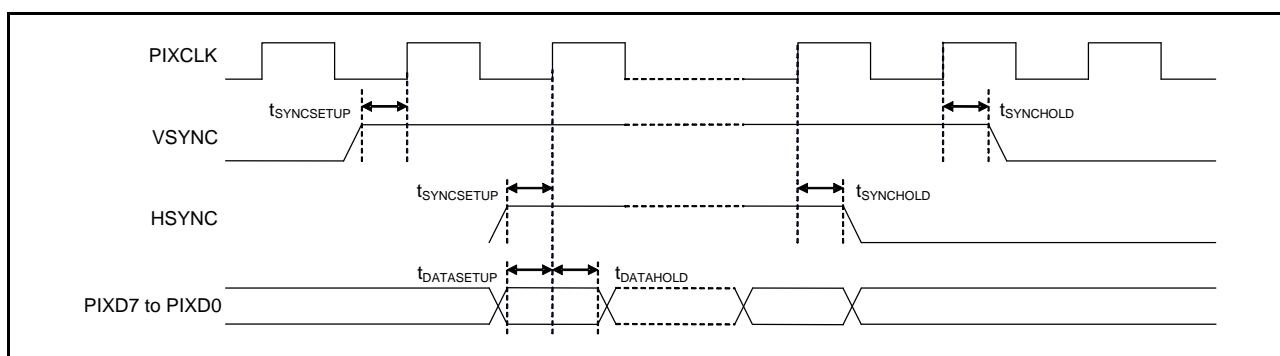 PIXCLK
tSYNCSETUP
tSYNCHOLD
VSYNC
tSYNCSETUP
tSYNCHOLD
HSYNC
tDATASETUP
tDATAHOLD
PIXD7 to PIXD0